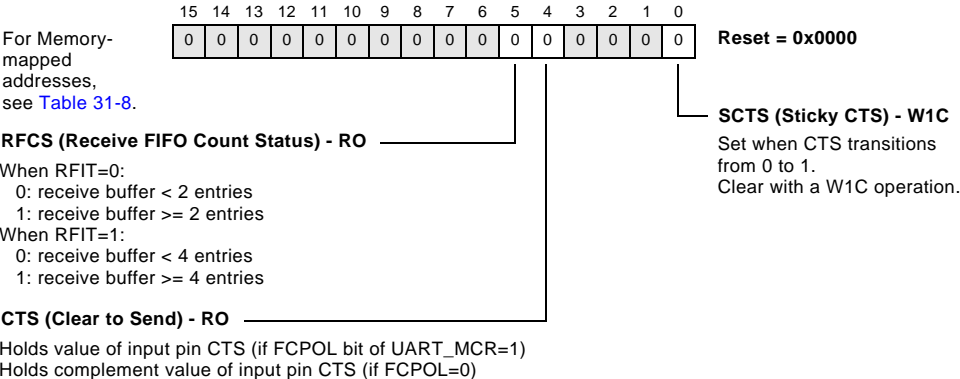 15 14 13 12 11 10 9 8 7 6 5 4 3 2 1 0
0 0 0 0 0 0 0 0 0 0 0 0 0 0 0 0
Reset = 0x0000
For Memory-
mapped
addresses,
see Table 31-8.
SCTS (Sticky CTS) - W1C
Set when CTS transitions
from 0 to 1.
Clear with a W1C operation.
RFCS (Receive FIFO Count Status) - RO
When RFIT=0:
0: receive buffer < 2 entries
1: receive buffer >= 2 entries
When RFIT=1:
0: receive buffer < 4 entries
1: receive buffer >= 4 entries
CTS (Clear to Send) - RO
Holds value of input pin CTS (if FCPOL bit of UART_MCR=1)
Holds complement value of input pin CTS (if FCPOL=0)